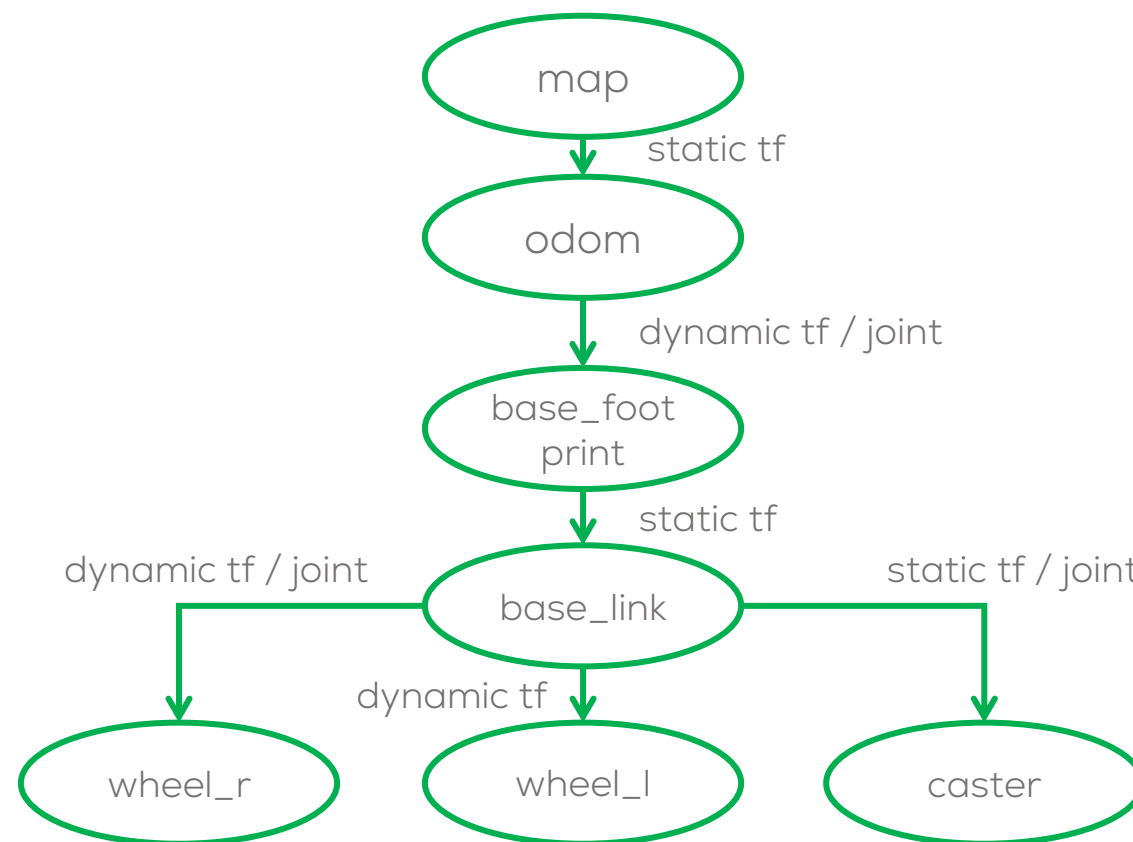 map
static tf
odom
dynamic tf / joint
base_foot
print
static tf
dynamic tf / joint
static tf / joint
base_link
dynamic tf
wheel_r
wheel_l
caster